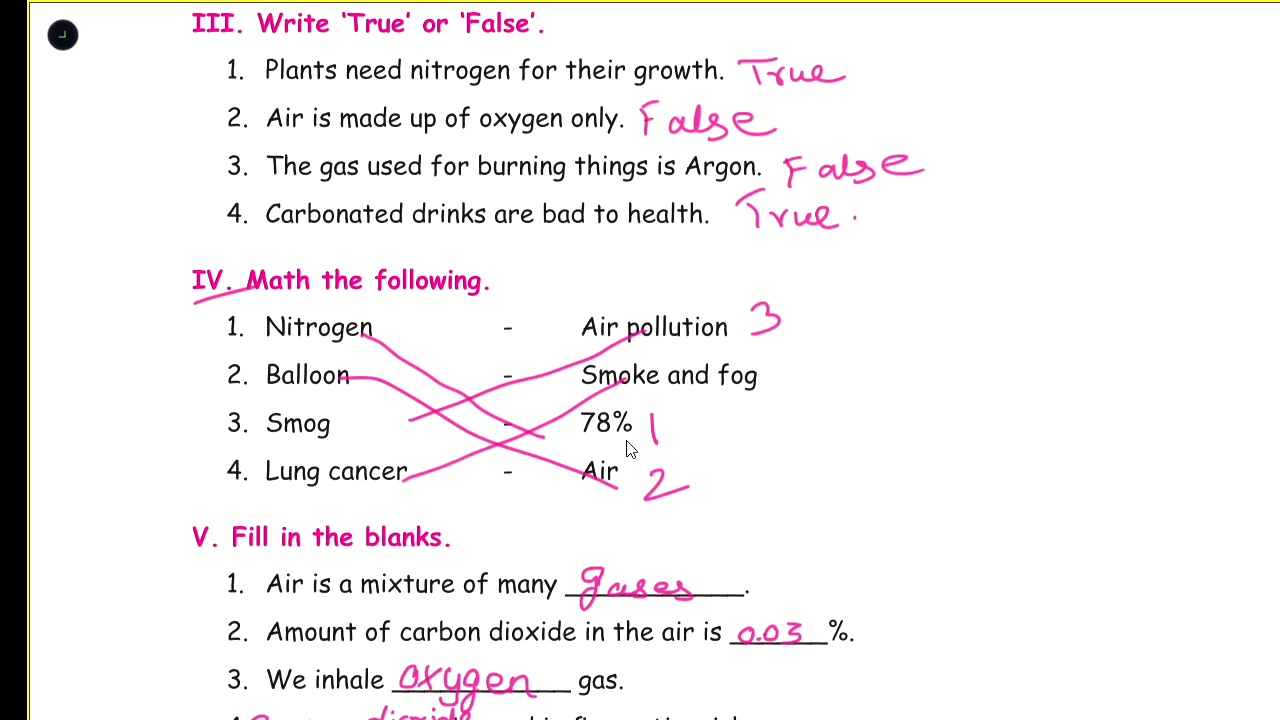 III. Write 'True' or 'False'.
1. Plants need nitrogen for their growth. True
2. Air is made up of oxygen only. False
3. The gas used for burning things is Argon. False
4. Carbonated drinks are bad to health. True.
IV. Math the following.
1. Nitrogen - Air pollution 3
2. Balloon - Smoke and fog
3. Smog - 78% 1
4. Lung cancer - Air 2
V. Fill in the blanks.
1. Air is a mixture of many gases.
2. Amount of carbon dioxide in the air is 0.03%.
3. We inhale oxygen gas.
dioxide